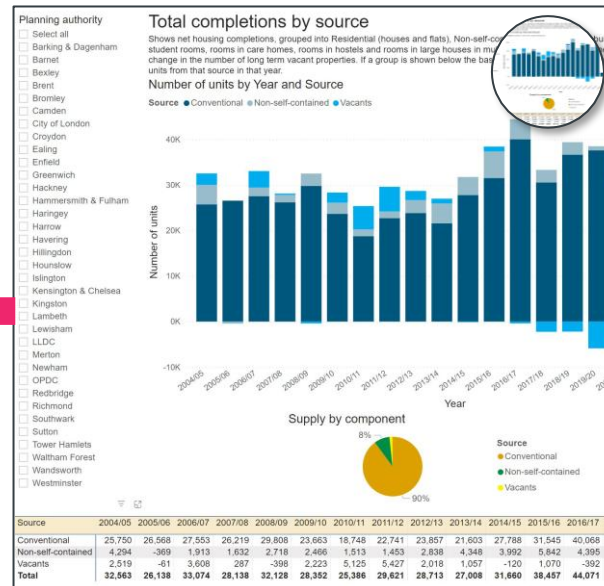 Planning authority
Select all
Barking & Dagenham
Barnet
Bexley
Brent
Bromley
Camden
City of London
Croydon
Ealing
Enfield
Greenwich
Hackney
Hammersmith & Fulham
Haringey
Harrow
Havering
Hillingdon
Hounslow
Islington
Kensington & Chelsea
Kingston
Lambeth
Lewisham
LLDC
Merton
Newham
OPDC
Redbridge
Richmond
Southwark
Sutton
Tower Hamlets
Waltham Forest
Wandsworth
Westminster
Total completions by source
Shows net housing completions, grouped into Residential (houses and flats),
student rooms, rooms in care homes, rooms in hostels and rooms in large houses in
change in the number of long term vacant properties. If a group is shown below the
units from that source in that year.
Number of units by Year and Source
Source Conventional Non-self-contained Vacants
40K
30K
20K
10K
0K
-10K
Number of units
2004/05 2005/06 2006/07 2007/08 2008/09 2009/10 2010/11 2011/12 2012/13 2013/14 2014/15 2015/16 2016/17 2017/18 2018/19 2019/20
Year
Supply by component
8%
90%
Source
Conventional
Non-self-contained
Vacants
Source 2004/05 2005/06 2006/07 2007/08 2008/09 2009/10 2010/11 2011/12 2012/13 2013/14 2014/15 2015/16 2016/17
Conventional 25,750 26,568 27,553 26,219 29,808 23,663 18,748 22,741 23,857 21,603 27,788 31,545 40,068
Non-self-contained 4,294 -369 1,913 1,632 2,718 2,466 1,513 1,453 2,838 4,348 3,992 5,842 4,395
Vacants 2,519 -61 3,608 287 -398 2,223 5,125 5,427 2,018 1,057 -120 1,070 -392
Total 32,563 26,138 33,074 28,138 32,128 28,352 25,386 29,621 28,713 27,008 31,660 38,457 44,071